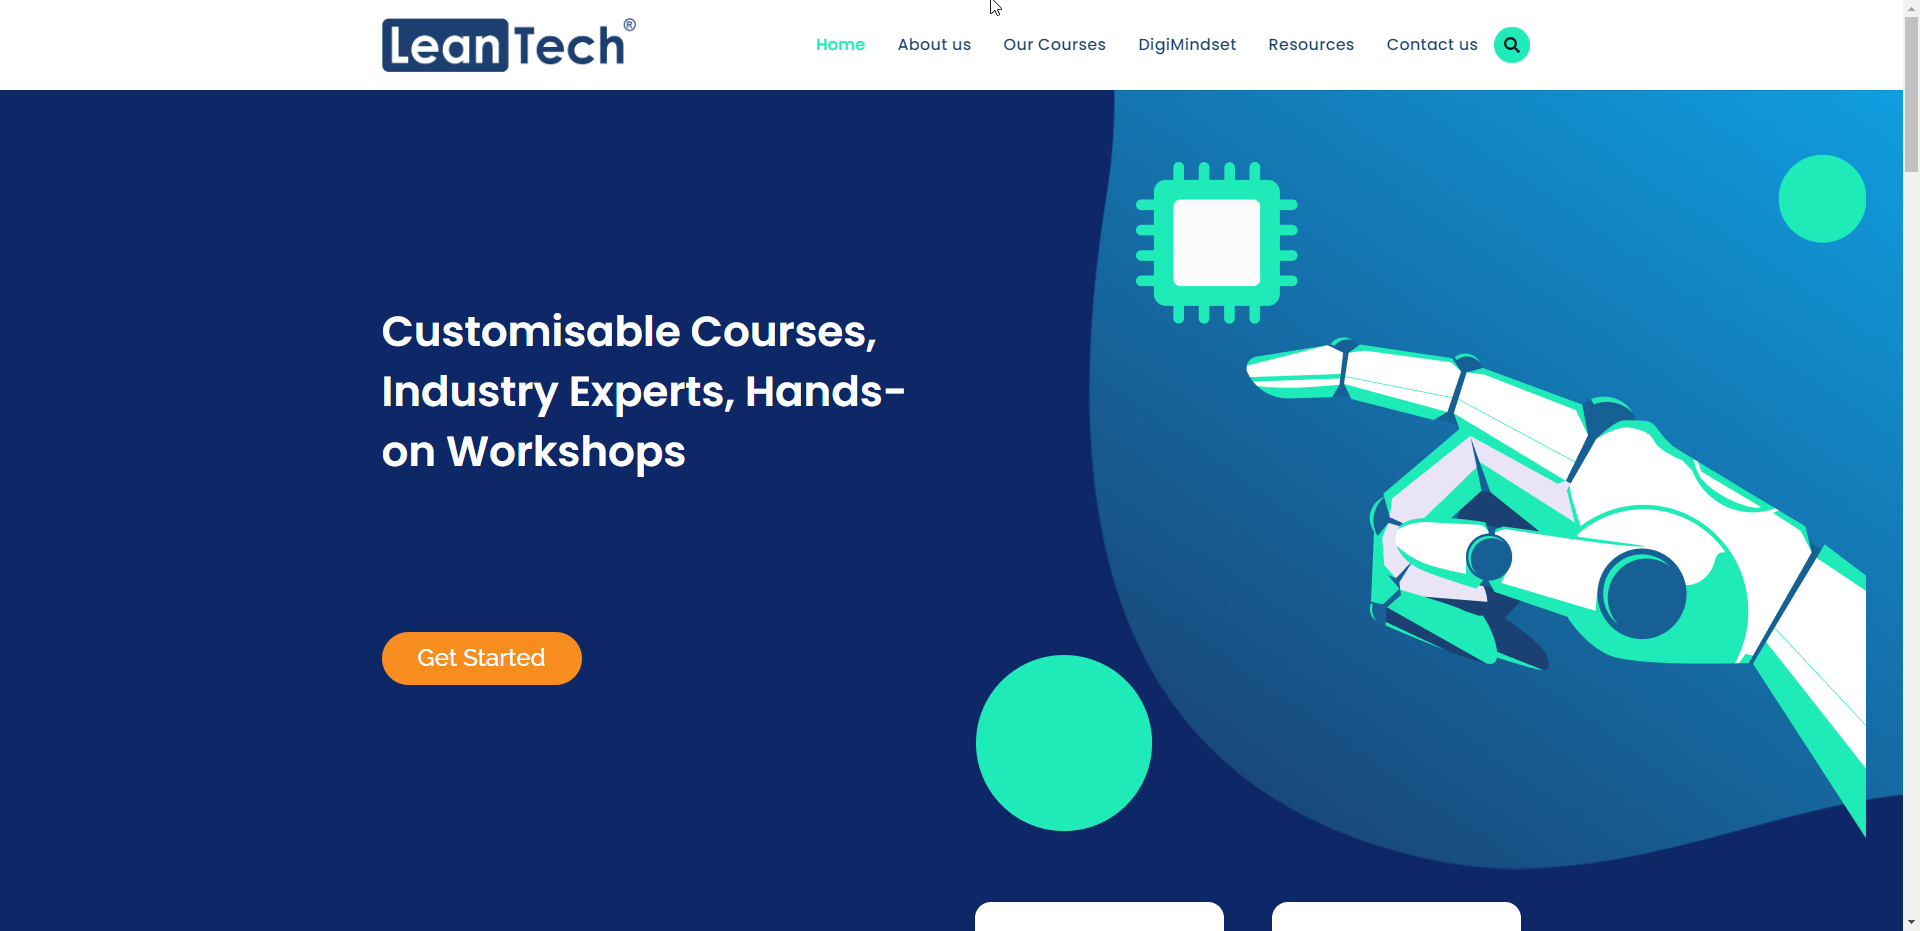 LeanTech®
Home About us Our Courses DigiMindset Resources Contact us
Customisable Courses,
Industry Experts, Hands-
on Workshops
Get Started